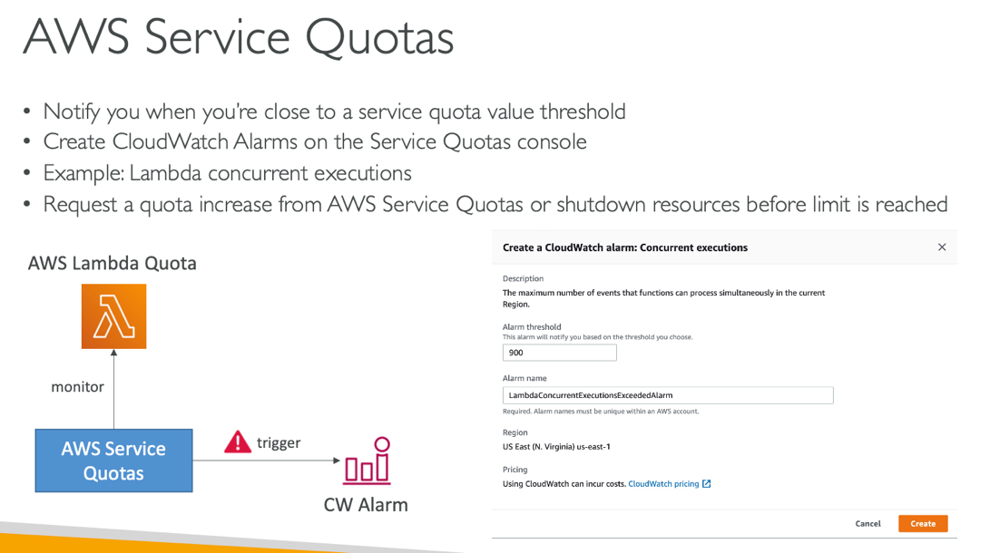 AWS Service Quotas
• Notify you when you're close to a service quota value threshold
• Create CloudWatch Alarms on the Service Quotas console
• Example: Lambda concurrent executions
• Request a quota increase from AWS Service Quotas or shutdown resources before limit is reached
AWS Lambda Quota
monitor
AWS Service
Quotas
trigger
CW Alarm
Create a CloudWatch alarm: Concurrent executions
Description
The maximum number of events that functions can process simultaneously in the current
Region.
Alarm threshold
This alarm will notify you based on the threshold you choose.
900
Alarm name
LambdaConcurrentExecutionsExceededAlarm
Required. Alarm names must be unique within an AWS account.
Region
US East (N. Virginia) us-east-1
Pricing
Using CloudWatch can incur costs. CloudWatch pricing
Cancel
Create